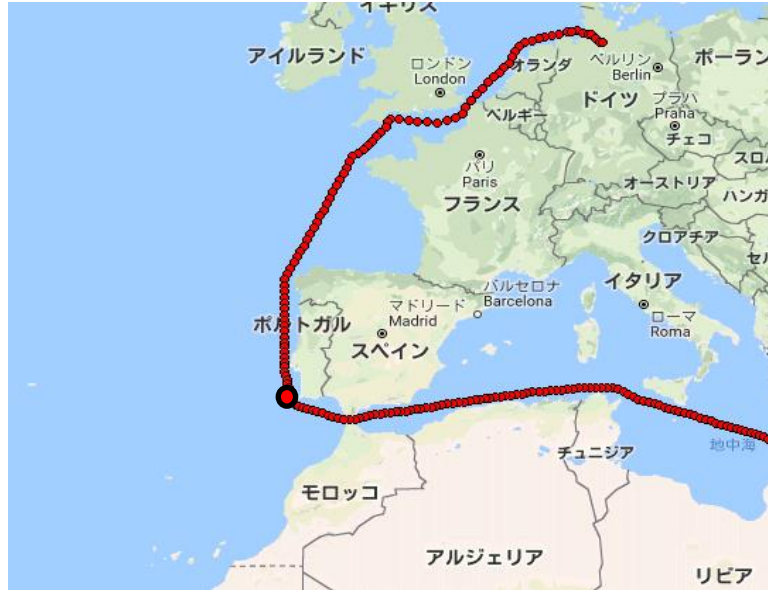 イギリス
アイルランド
ロンドン
London
オランダ
ベルリン
Berlin
ポーラン
ドイツ
プラハ
Praha
ベルギー
チェコ
スロ
パリ
Paris
オーストリア
ハンガ
フランス
クロアチア
セル
イタリア
バルセロナ
Barcelona
ローマ
Roma
ポルトガル
マドリード
Madrid
スペイン
地中海
チュニジア
モロッコ
アルジェリア
リビア